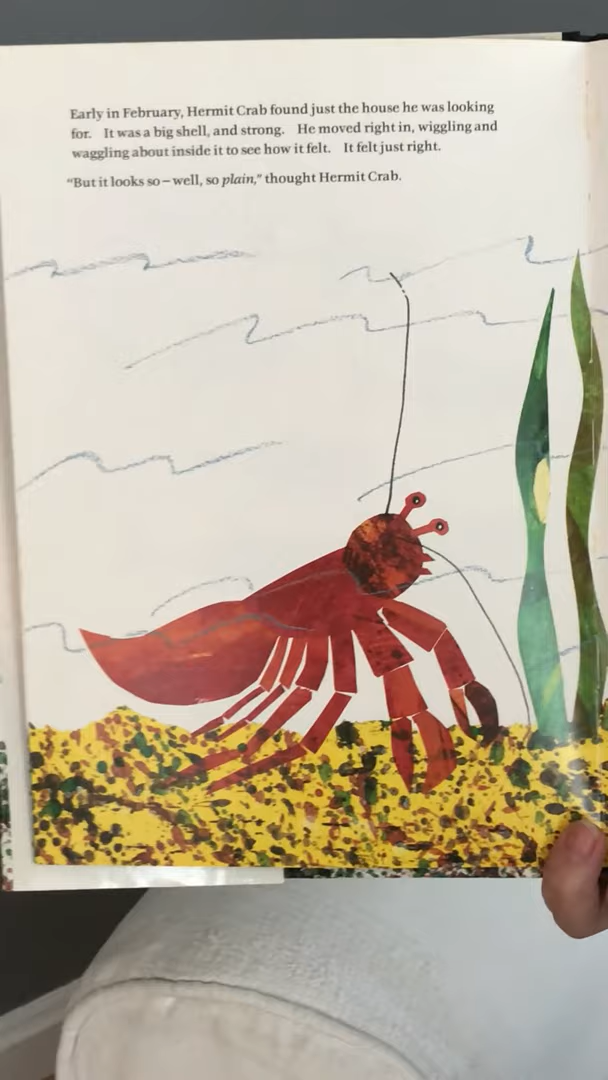 Early in February, Hermit Crab found just the house he was looking
for. It was a big shell, and strong. He moved right in, wiggling and
waggling about inside it to see how it felt. It felt just right.
“But it looks so – well, so plain,” thought Hermit Crab.